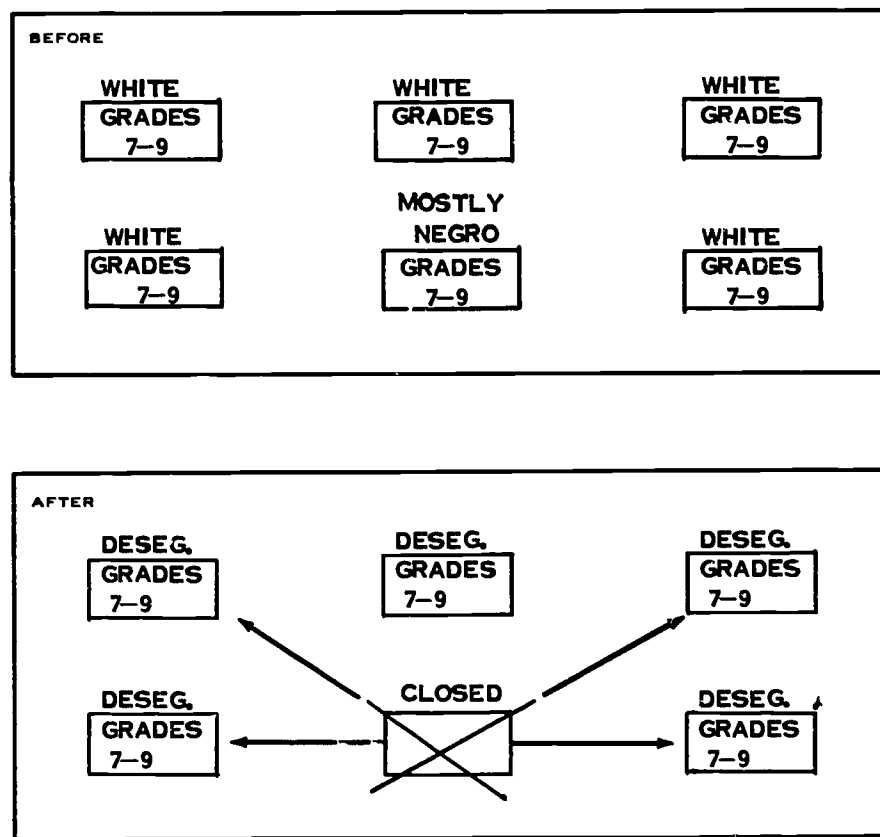 BEFORE
WHITE WHITE WHITE
GRADES GRADES GRADES
7-9 7-9 7-9
MOSTLY
WHITE NEGRO WHITE
GRADES GRADES GRADES
7-9 7-9 7-9
AFTER
DESEG. DESEG. DESEG.
GRADES GRADES GRADES
7-9 7-9 7-9
DESEG. CLOSED DESEG.
GRADES GRADES
7-9 7-9